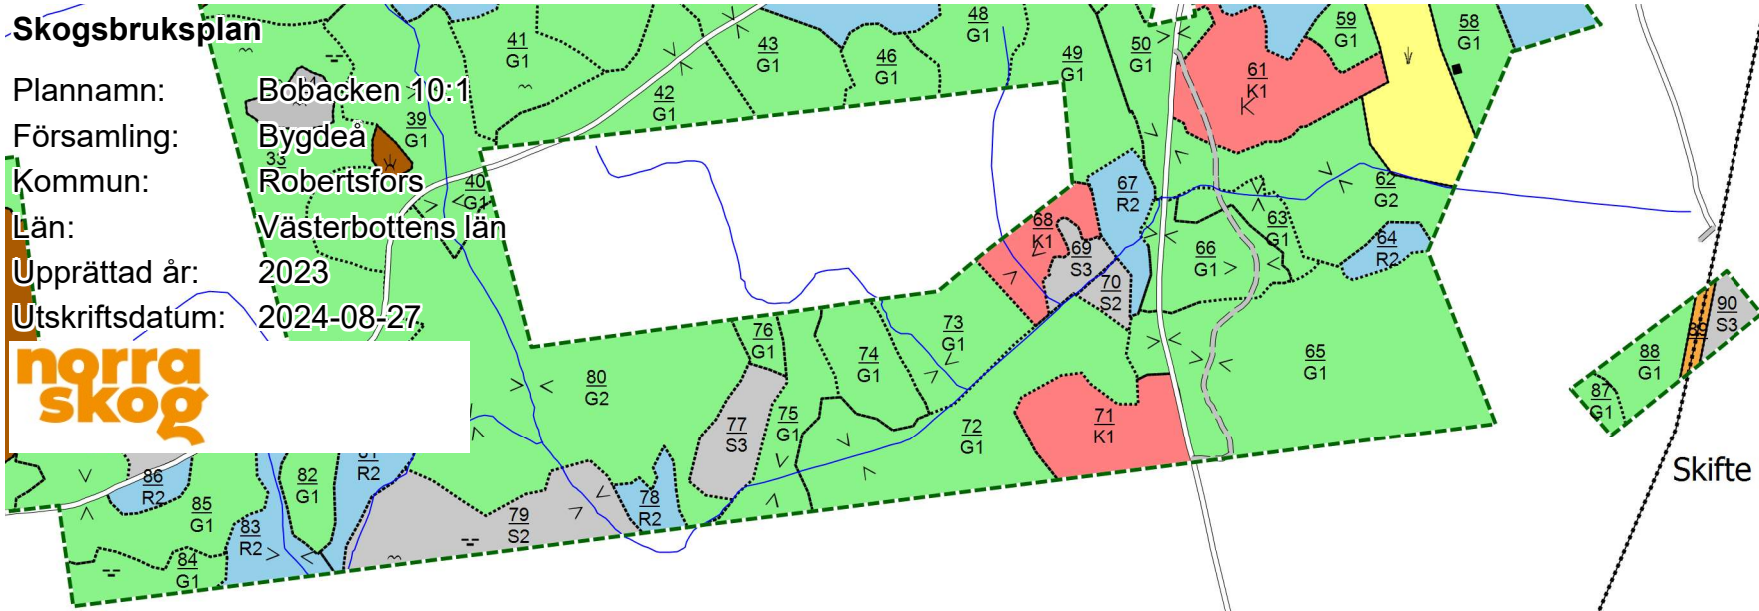 Skogsbruksplan
Plannamn: Bobacken 10:1
Församling: Bygdeå
Kommun: Robertsfors
Län: Västerbottens län
Upprättad år: 2023
Utskriftsdatum: 2024-08-27
norra
skog
41
G1
43
G1
46
G1
48
G1
49
G1
50
G1
59
G1
58
G1
61
K1
42
G1
39
G1
33
40
G1
62
G2
67
R2
68
K1
69
S3
70
S2
63
G1
64
R2
66
G1
65
G1
90
S3
89
88
G1
87
G1
76
G1
74
G1
73
G1
80
G2
77
S3
75
G1
72
G1
71
K1
Skifte
86
R2
82
G1
R2
85
G1
83
R2
84
G1
79
S2
78
R2